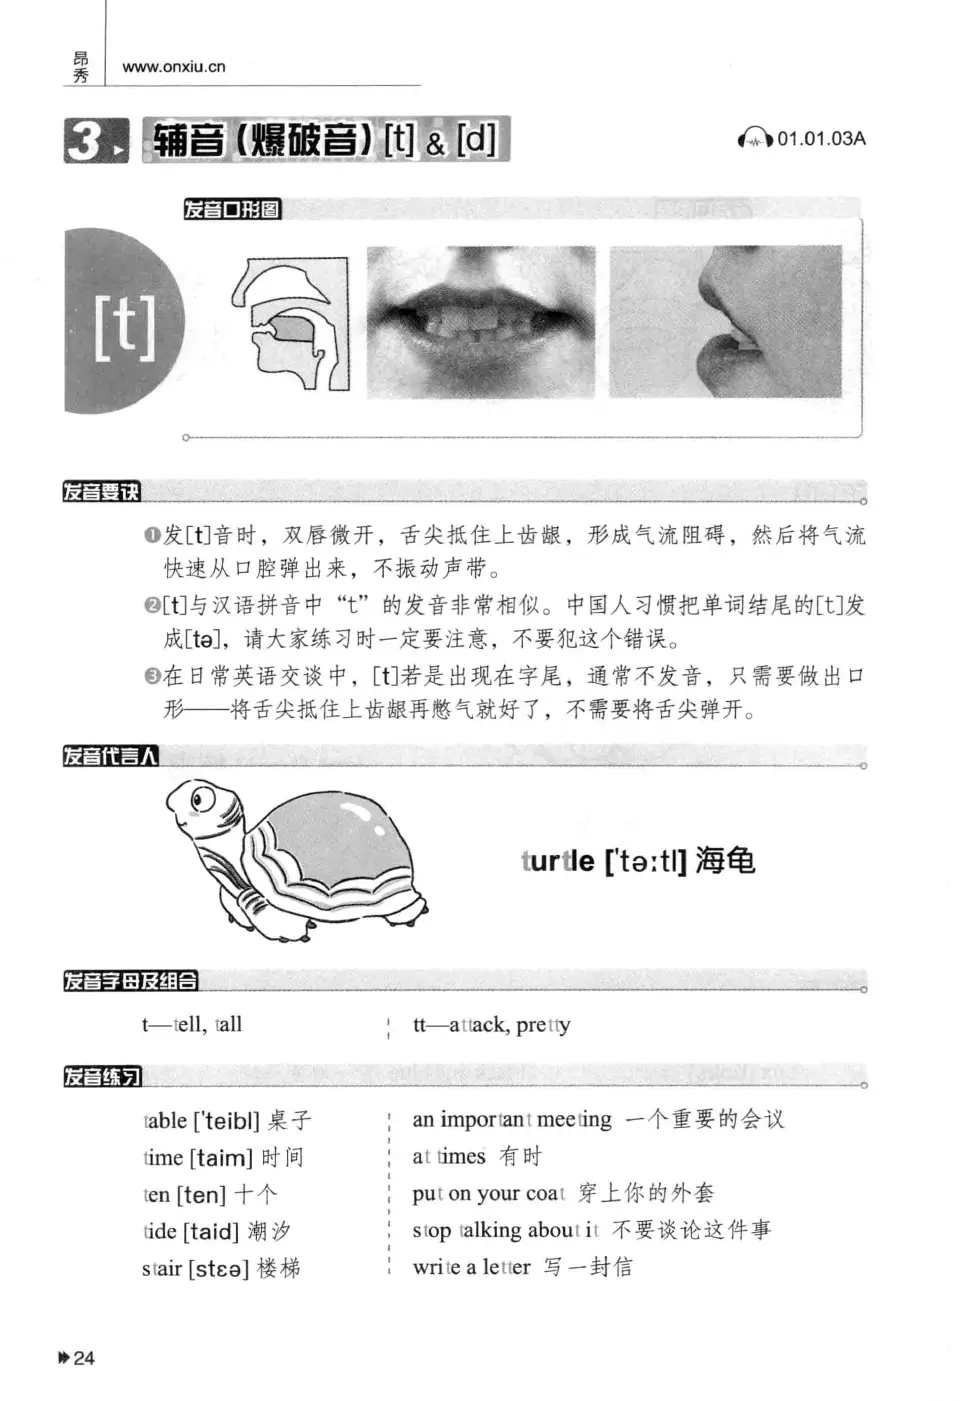 昂秀
www.onxiu.cn
3 辅音(爆破音)[t] & [d]
01.01.03A
发音口形图
[t]
发音要诀
❶发[t]音时，双唇微开，舌尖抵住上齿龈，形成气流阻碍，然后将气流
快速从口腔弹出来，不振动声带。
❷[t]与汉语拼音中“t”的发音非常相似。中国人习惯把单词结尾的[t]发
成[tə]，请大家练习时一定要注意，不要犯这个错误。
❸在日常英语交谈中，[t]若是出现在字尾，通常不发音，只需要做出口
形——将舌尖抵住上齿龈再憋气就好了，不需要将舌尖弹开。
发音代言人
turtle ['tə:tl] 海龟
发音字母及组合
t—tell, tall
tt—attack, pretty
发音练习
table ['teibl] 桌子
time [taim] 时间
ten [ten] 十个
tide [taid] 潮汐
stair [stɛə] 楼梯
an important meeting 一个重要的会议
at times 有时
put on your coat 穿上你的外套
stop talking about it 不要谈论这件事
write a letter 写一封信
24